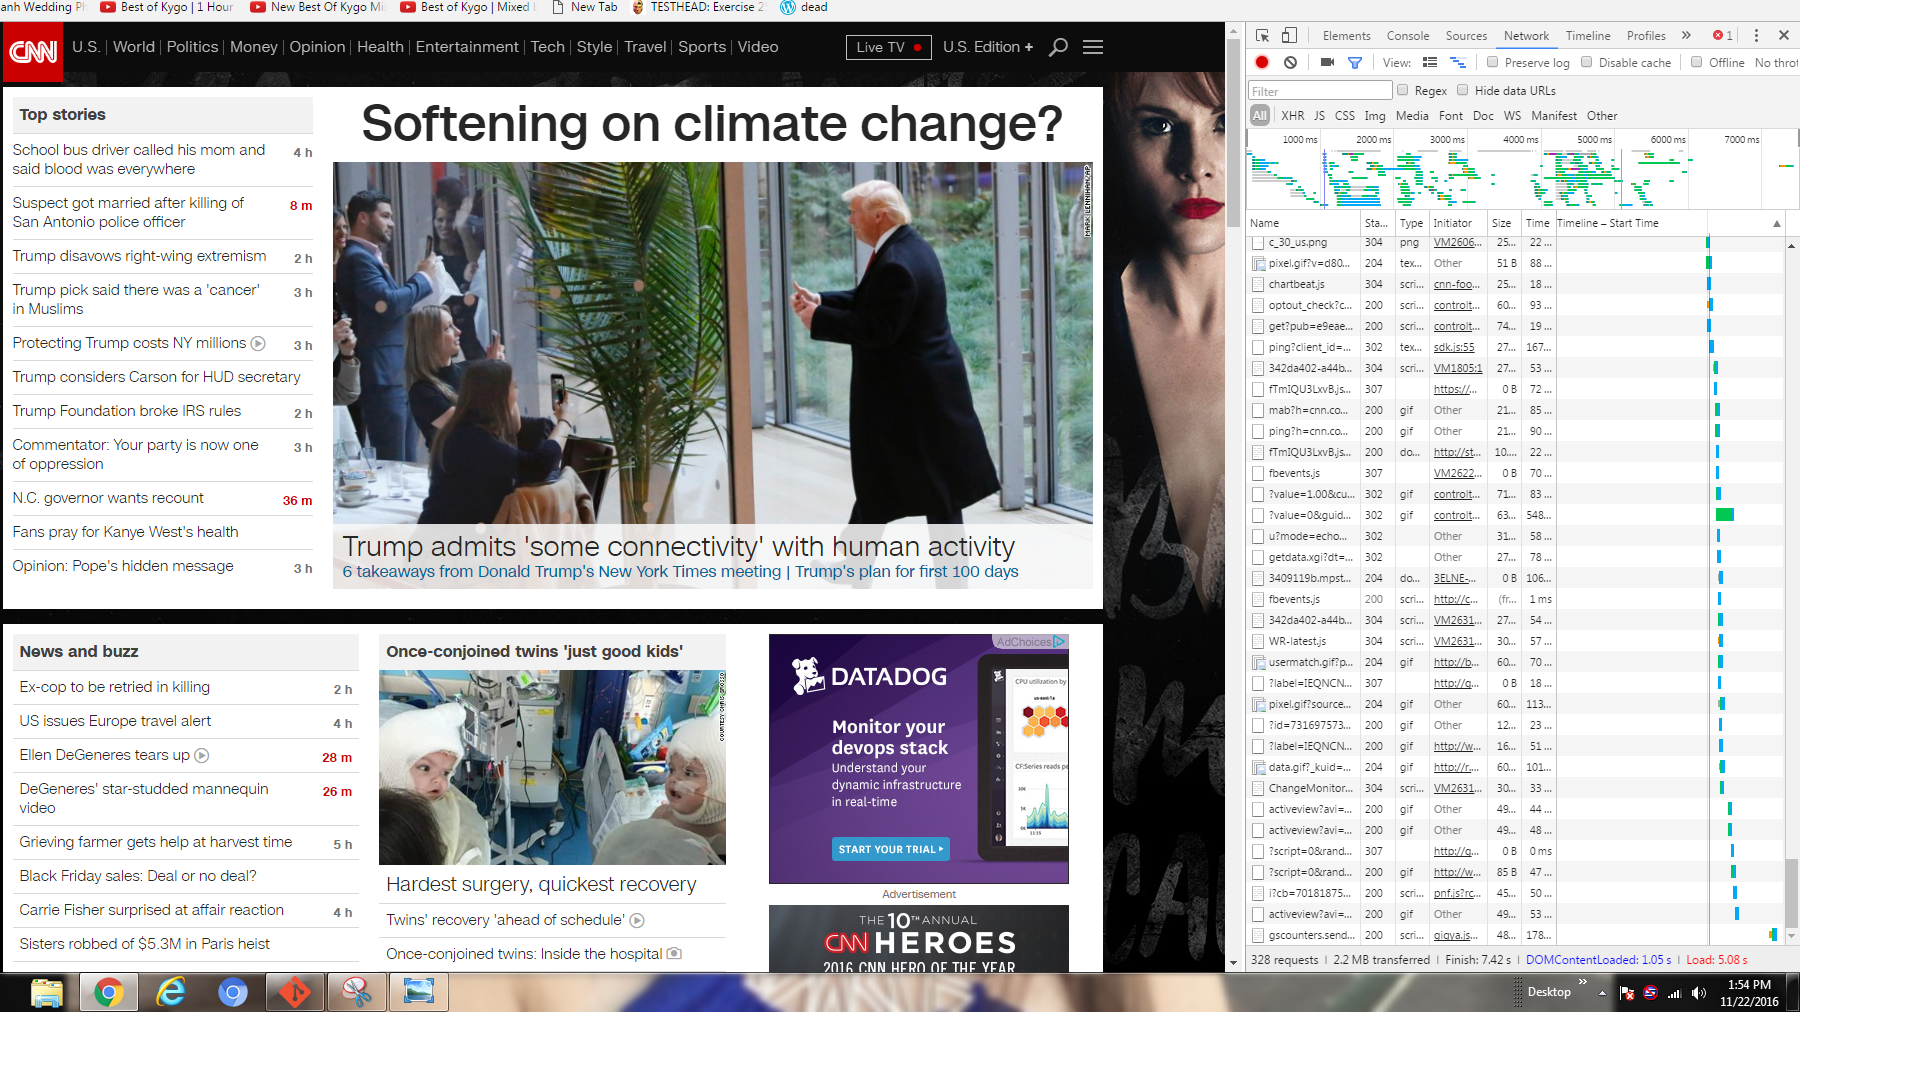 anh Wedding Ph
Best of Kygo | 1 Hour
New Best Of Kygo Mix
Best of Kygo | Mixed
New Tab
TESTHEAD: Exercise 2
dead
CNN
U.S. | World | Politics | Money | Opinion | Health | Entertainment | Tech | Style | Travel | Sports | Video
Live TV
U.S. Edition +
Top stories
School bus driver called his mom and
said blood was everywhere
4 h
Suspect got married after killing of
San Antonio police officer
8 m
Trump disavows right-wing extremism
2 h
Trump pick said there was a 'cancer'
in Muslims
3 h
Protecting Trump costs NY millions
3 h
Trump considers Carson for HUD secretary
Trump Foundation broke IRS rules
2 h
Commentator: Your party is now one
of oppression
3 h
N.C. governor wants recount
36 m
Fans pray for Kanye West's health
Opinion: Pope's hidden message
3 h
Softening on climate change?
MARK LENNIHAN/AP
Trump admits 'some connectivity' with human activity
6 takeaways from Donald Trump's New York Times meeting | Trump's plan for first 100 days
News and buzz
Ex-cop to be retried in killing
2 h
US issues Europe travel alert
4 h
Ellen DeGeneres tears up
28 m
DeGeneres' star-studded mannequin
video
26 m
Grieving farmer gets help at harvest time
5 h
Black Friday sales: Deal or no deal?
Carrie Fisher surprised at affair reaction
4 h
Sisters robbed of $5.3M in Paris heist
Once-conjoined twins 'just good kids'
Hardest surgery, quickest recovery
Twins' recovery 'ahead of schedule'
Once-conjoined twins: Inside the hospital
AdChoices
DATADOG
Monitor your
devops stack
Understand your
dynamic infrastructure
in real-time
START YOUR TRIAL
CPU utilization by
us-east-1a
CF:Series reads pe
11:15
Advertisement
THE 10TH ANNUAL
CNN HEROES
2016 CNN HERO OF THE YEAR
Elements Console Sources Network Timeline Profiles » 1
View: Preserve log Disable cache Offline No throt
Filter Regex Hide data URLs
All XHR JS CSS Img Media Font Doc WS Manifest Other
1000 ms 2000 ms 3000 ms 4000 ms 5000 ms 6000 ms 7000 ms
Name Sta... Type Initiator Size Time Timeline – Start Time
c_30_us.png 304 png VM2606... 25... 22 ...
pixel.gif?v=d80... 204 tex... Other 51 B 88 ...
chartbeat.js 304 scri... cnn-foo... 25... 18 ...
optout_check?c... 200 scri... controlt... 60... 93 ...
get?pub=e9eae... 200 scri... controlt... 74... 19 ...
ping?client_id=... 302 tex... sdk.js:55 27... 167...
342da402-a44b... 304 scri... VM1805:1 27... 53 ...
fTmIQU3LxvB.js... 307 https://... 0 B 72 ...
mab?h=cnn.co... 200 gif Other 21... 85 ...
ping?h=cnn.co... 200 gif Other 21... 90 ...
fTmIQU3LxvB.js... 200 do... http://st... 10.... 22 ...
fbevents.js 307 VM2622... 0 B 70 ...
?value=1.00&cu... 302 gif controlt... 71... 83 ...
?value=0&guid... 302 gif controlt... 63... 548...
u?mode=echo... 302 Other 31... 58 ...
getdata.xgi?dt=... 302 Other 27... 78 ...
3409119b.mpst... 204 do... 3ELNE-... 0 B 106...
fbevents.js 200 scri... http://c... (fr... 1 ms
342da402-a44b... 304 scri... VM2631... 27... 54 ...
WR-latest.js 304 scri... VM2631... 30... 57 ...
usermatch.gif?p... 204 gif http://b... 60... 70 ...
?label=IEQNCN... 307 http://g... 0 B 18 ...
pixel.gif?source... 204 gif Other 60... 113...
?id=731697573... 200 gif Other 12... 23 ...
?label=IEQNCN... 200 gif http://w... 16... 51 ...
data.gif?_kuid=... 204 gif http://r... 60... 101...
ChangeMonitor... 304 scri... VM2631... 30... 33 ...
activeview?avi=... 200 gif Other 49... 44 ...
activeview?avi=... 200 gif Other 49... 48 ...
?script=0&rand... 307 http://g... 0 B 0 ms
?script=0&rand... 200 gif http://w... 85 B 47 ...
i?cb=70181875... 200 scri... pnf.js?rc... 45... 50 ...
activeview?avi=... 200 gif Other 49... 53 ...
gscounters.send... 200 scri... gigya.js... 48... 178...
328 requests | 2.2 MB transferred | Finish: 7.42 s | DOMContentLoaded: 1.05 s | Load: 5.08 s
Desktop »
1:54 PM
11/22/2016